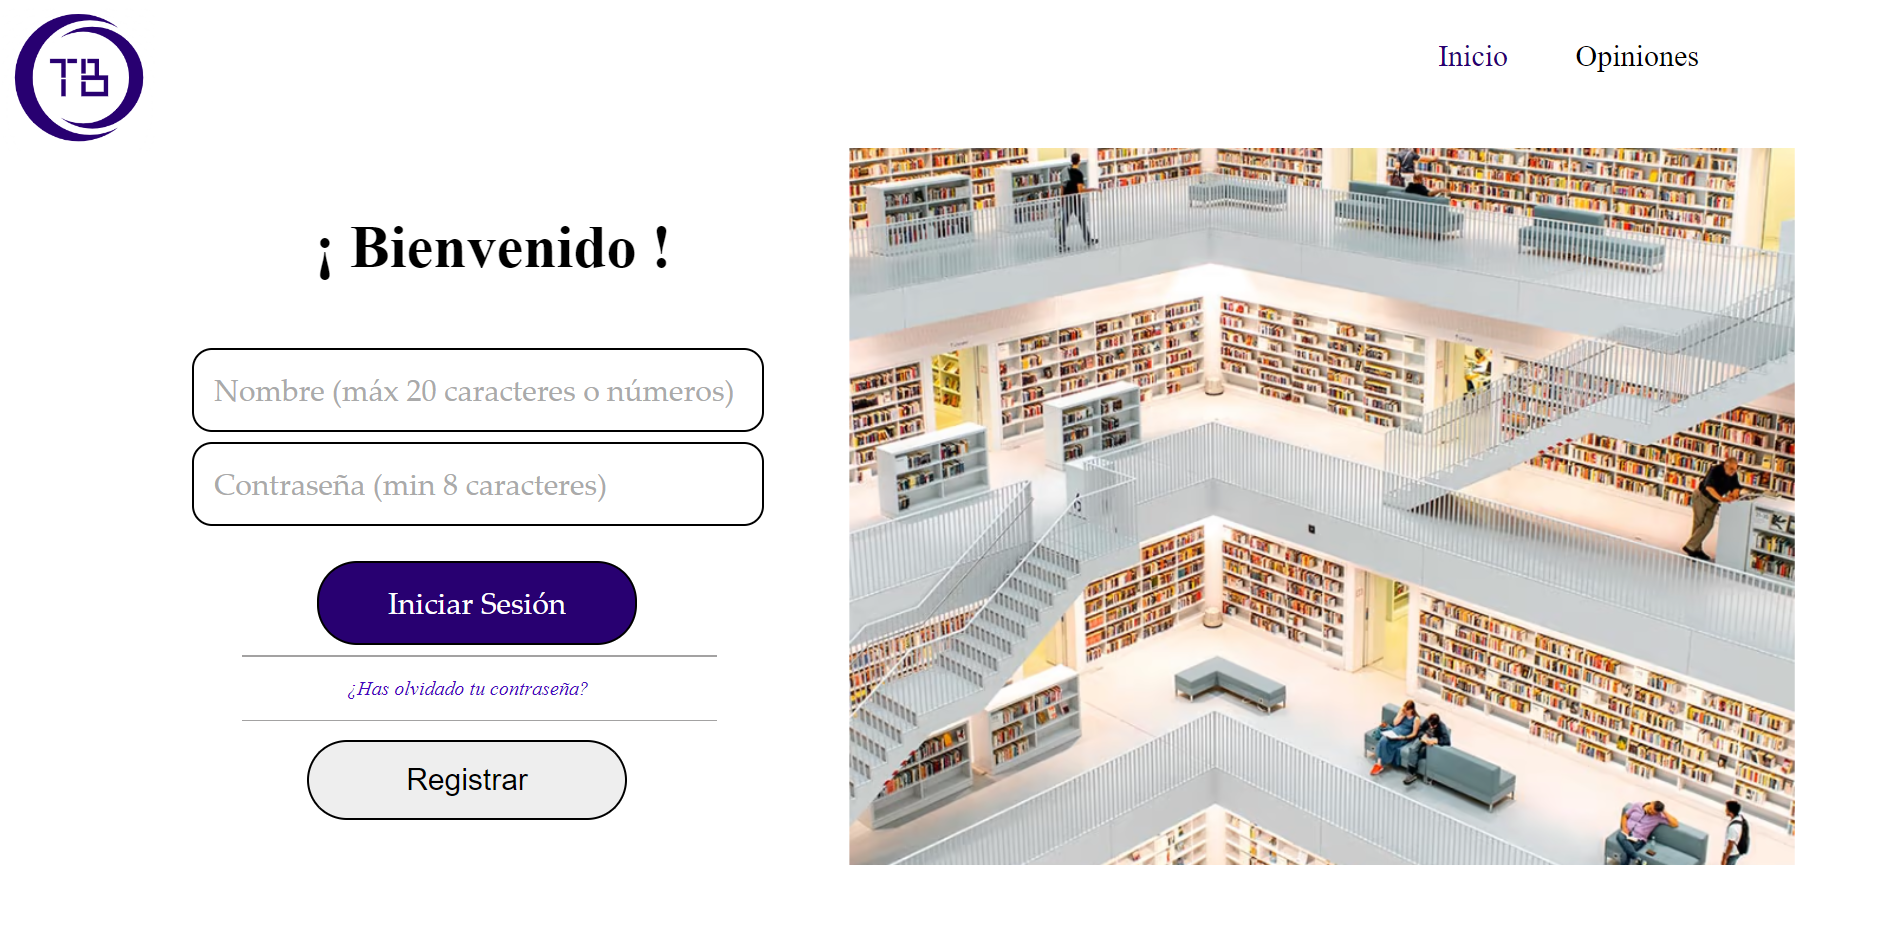 TB
Inicio
Opiniones
¡ Bienvenido !
Nombre (máx 20 caracteres o números)
Contraseña (min 8 caracteres)
Iniciar Sesión
¿Has olvidado tu contraseña?
Registrar